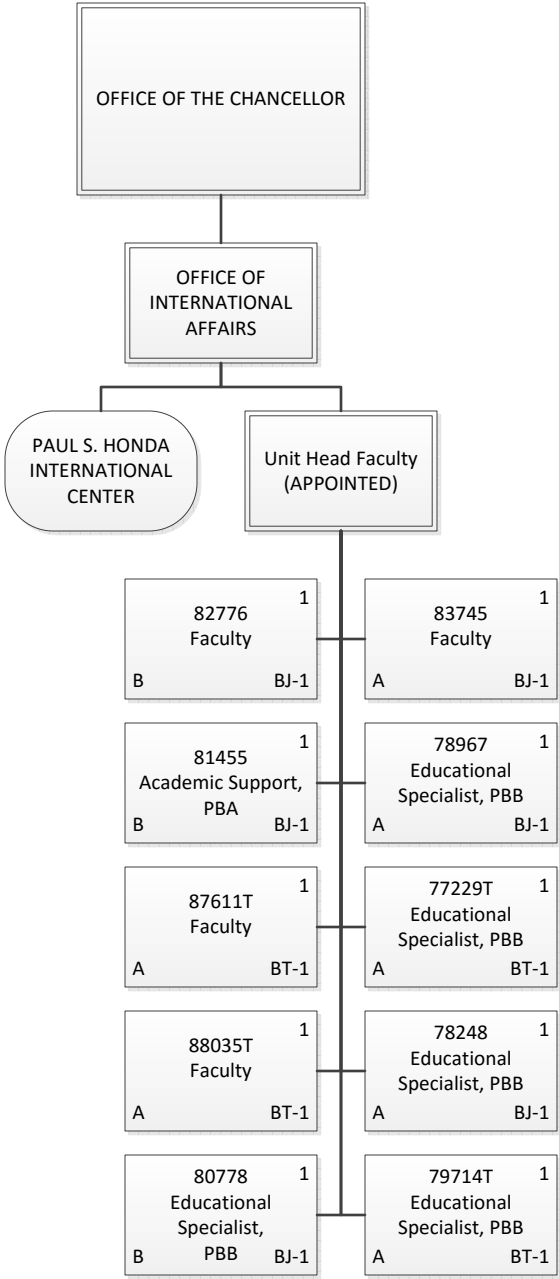 OFFICE OF THE CHANCELLOR
OFFICE OF
INTERNATIONAL
AFFAIRS
PAUL S. HONDA
INTERNATIONAL
CENTER
Unit Head Faculty
(APPOINTED)
1
82776
Faculty
B BJ-1
1
83745
Faculty
A BJ-1
1
81455
Academic Support,
PBA
B BJ-1
1
78967
Educational
Specialist, PBB
A BJ-1
1
87611T
Faculty
A BT-1
1
77229T
Educational
Specialist, PBB
A BT-1
1
88035T
Faculty
A BT-1
1
78248
Educational
Specialist, PBB
A BJ-1
1
80778
Educational
Specialist,
PBB
B BJ-1
1
79714T
Educational
Specialist, PBB
A BT-1